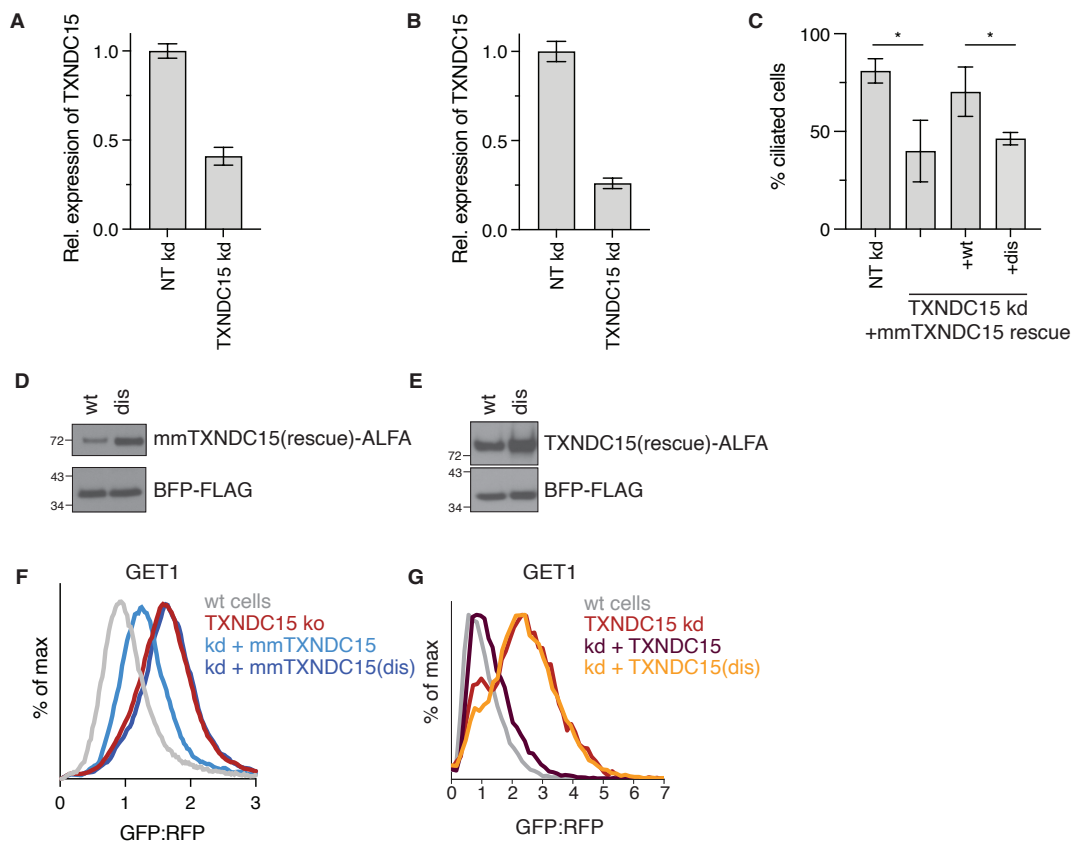 A
Rel. expression of TXNDC15
1.0
0.5
0.0
NT kd
TXNDC15 kd
B
Rel. expression of TXNDC15
1.0
0.5
0.0
NT kd
TXNDC15 kd
C
% ciliated cells
100
50
0
* *
NT kd
-
+wt
+dis
TXNDC15 kd
+mmTXNDC15 rescue
D
wt
dis
72
mmTXNDC15(rescue)-ALFA
43
34
BFP-FLAG
E
wt
dis
72
TXNDC15(rescue)-ALFA
43
34
BFP-FLAG
F
GET1
wt cells
TXNDC15 ko
kd + mmTXNDC15
kd + mmTXNDC15(dis)
% of max
0 1 2 3
GFP:RFP
G
GET1
wt cells
TXNDC15 kd
kd + TXNDC15
kd + TXNDC15(dis)
% of max
0 1 2 3 4 5 6 7
GFP:RFP